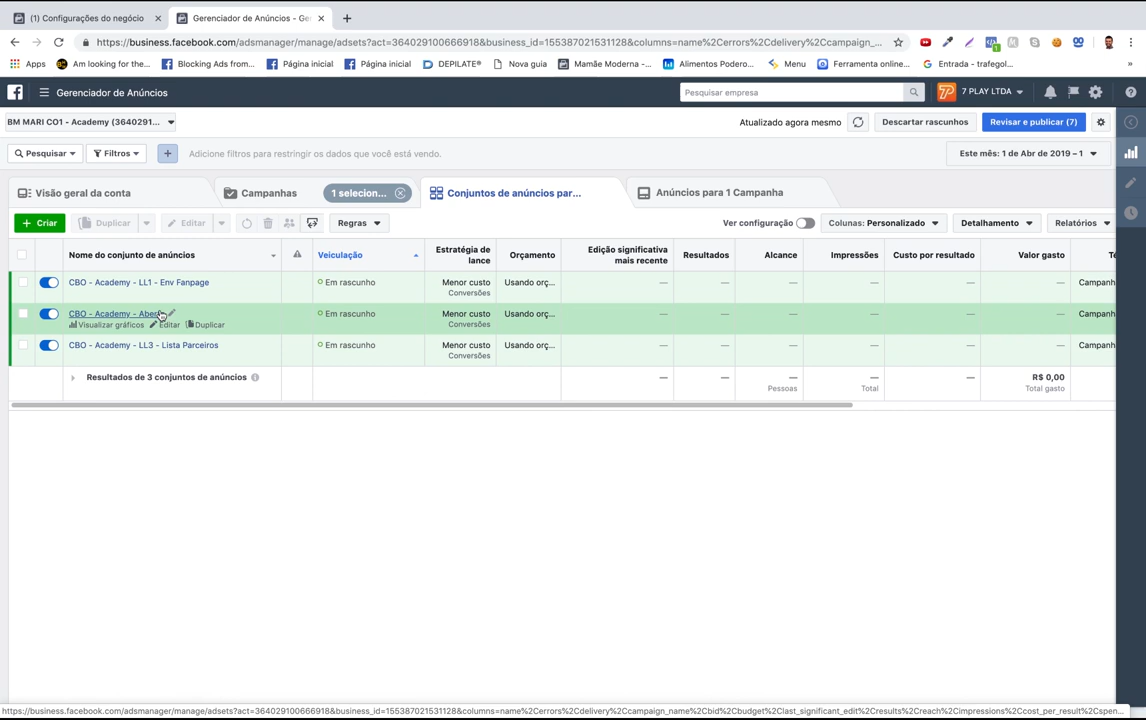 (1) Configurações do negócio
Gerenciador de Anúncios - Ge
https://business.facebook.com/adsmanager/manage/adsets?act=364029100666918&business_id=155387021531128&columns=name%2Cerrors%2Cdelivery%2Ccampaign_...
Apps
Am looking for the...
Blocking Ads from...
Página inicial
Página inicial
DEPILATE®
Nova guia
Mamãe Moderna -...
Alimentos Podero...
Menu
Ferramenta online...
Entrada - trafegol...
Gerenciador de Anúncios
Pesquisar empresa
7 PLAY LTDA
BM MARI CO1 - Academy (3640291...
Atualizado agora mesmo
Descartar rascunhos
Revisar e publicar (7)
Pesquisar
Filtros
Adicione filtros para restringir os dados que você está vendo.
Este mês: 1 de Abr de 2019 – 1
Visão geral da conta
Campanhas
1 selecion...
Conjuntos de anúncios par...
Anúncios para 1 Campanha
+ Criar
Duplicar
Editar
Regras
Ver configuração
Colunas: Personalizado
Detalhamento
Relatórios
Nome do conjunto de anúncios
Veiculação
Estratégia de lance
Orçamento
Edição significativa mais recente
Resultados
Alcance
Impressões
Custo por resultado
Valor gasto
Té
CBO - Academy - LL1 - Env Fanpage
Em rascunho
Menor custo
Conversões
Usando orç...
— — — — — —
Campanh
CBO - Academy - Aber
Visualizar gráficos Editar Duplicar
Em rascunho
Menor custo
Conversões
Usando orç...
— — — — — —
Campanh
CBO - Academy - LL3 - Lista Parceiros
Em rascunho
Menor custo
Conversões
Usando orç...
— — — — — —
Campanh
Resultados de 3 conjuntos de anúncios
— — — — —
R$ 0,00
Pessoas
Total
Total gasto
https://business.facebook.com/adsmanager/manage/adsets?act=364029100666918&business_id=155387021531128&columns=name%2Cerrors%2Cdelivery%2Ccampaign_name%2Cbid%2Cbudget%2Clast_significant_edit%2Cresults%2Creach%2Cimpressions%2Ccost_per_result%2Cspen...